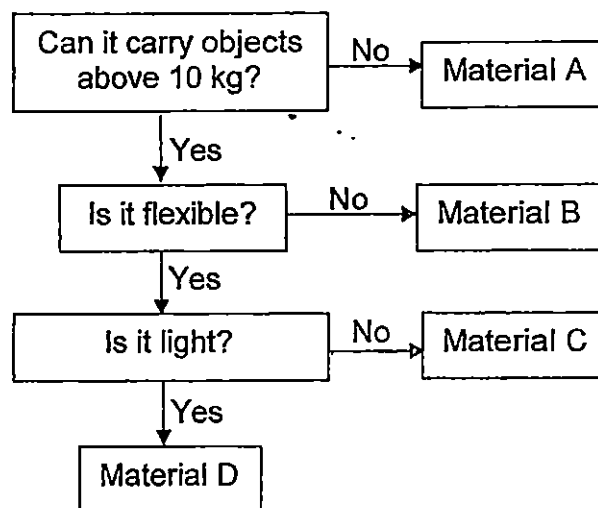 Can it carry objects
above 10 kg?
No
Material A
Yes
Is it flexible?
No
Material B
Yes
Is it light?
No
Material C
Yes
Material D